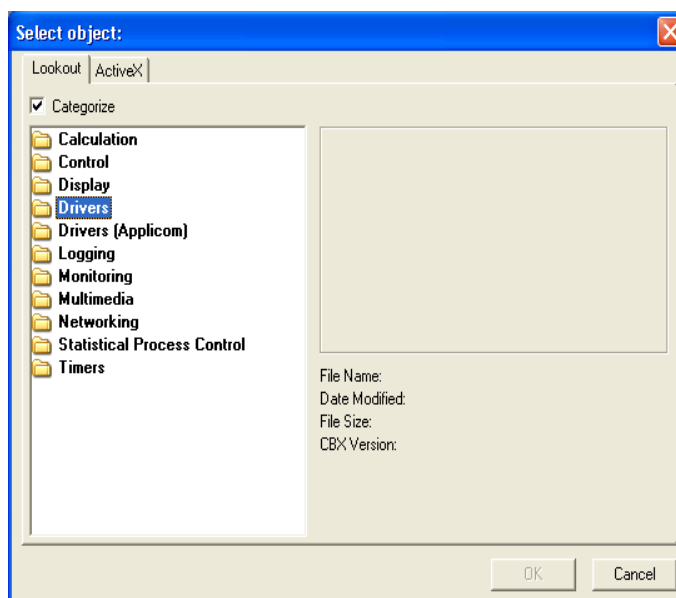 Select object:
Lookout ActiveX
Categorize
Calculation
Control
Display
Drivers
Drivers (Applicom)
Logging
Monitoring
Multimedia
Networking
Statistical Process Control
Timers
File Name:
Date Modified:
File Size:
CBX Version:
OK Cancel